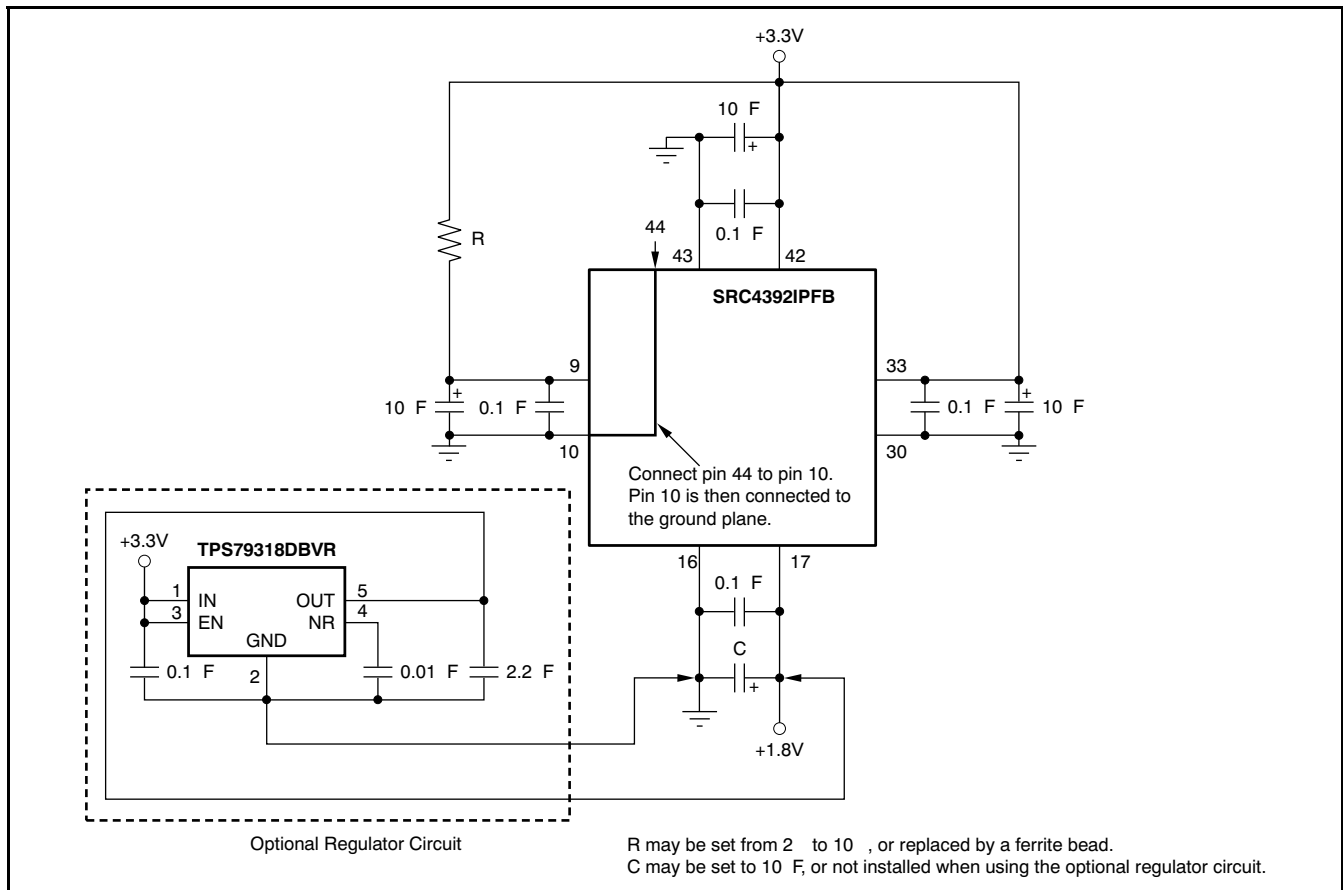 +3.3V
10 F
+
0.1 F
R
44
43
42
SRC4392IPFB
9
33
+
10 F
0.1 F
0.1 F
+
10 F
10
30
Connect pin 44 to pin 10.
Pin 10 is then connected to
the ground plane.
16
17
0.1 F
C
+
+1.8V
+3.3V
TPS79318DBVR
1
IN
OUT
5
3
EN
NR
4
GND
2
0.1 F
0.01 F
2.2 F
Optional Regulator Circuit
R may be set from 2 to 10 , or replaced by a ferrite bead.
C may be set to 10 F, or not installed when using the optional regulator circuit.